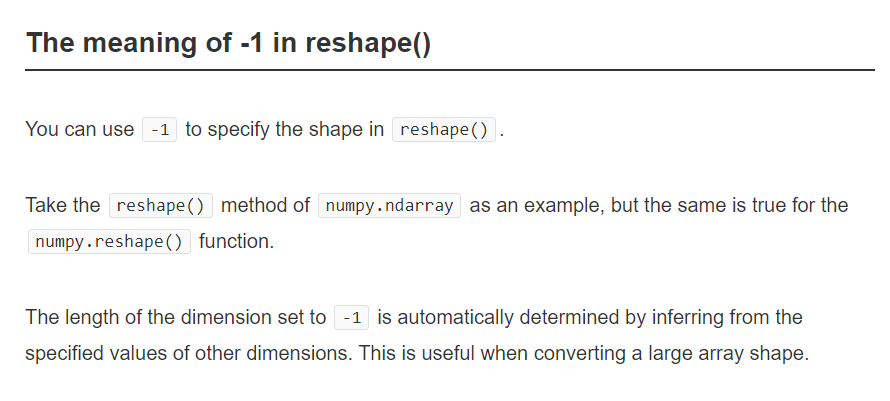 The meaning of -1 in reshape()
You can use -1 to specify the shape in reshape() .
Take the reshape() method of numpy.ndarray as an example, but the same is true for the
numpy.reshape() function.
The length of the dimension set to -1 is automatically determined by inferring from the
specified values of other dimensions. This is useful when converting a large array shape.